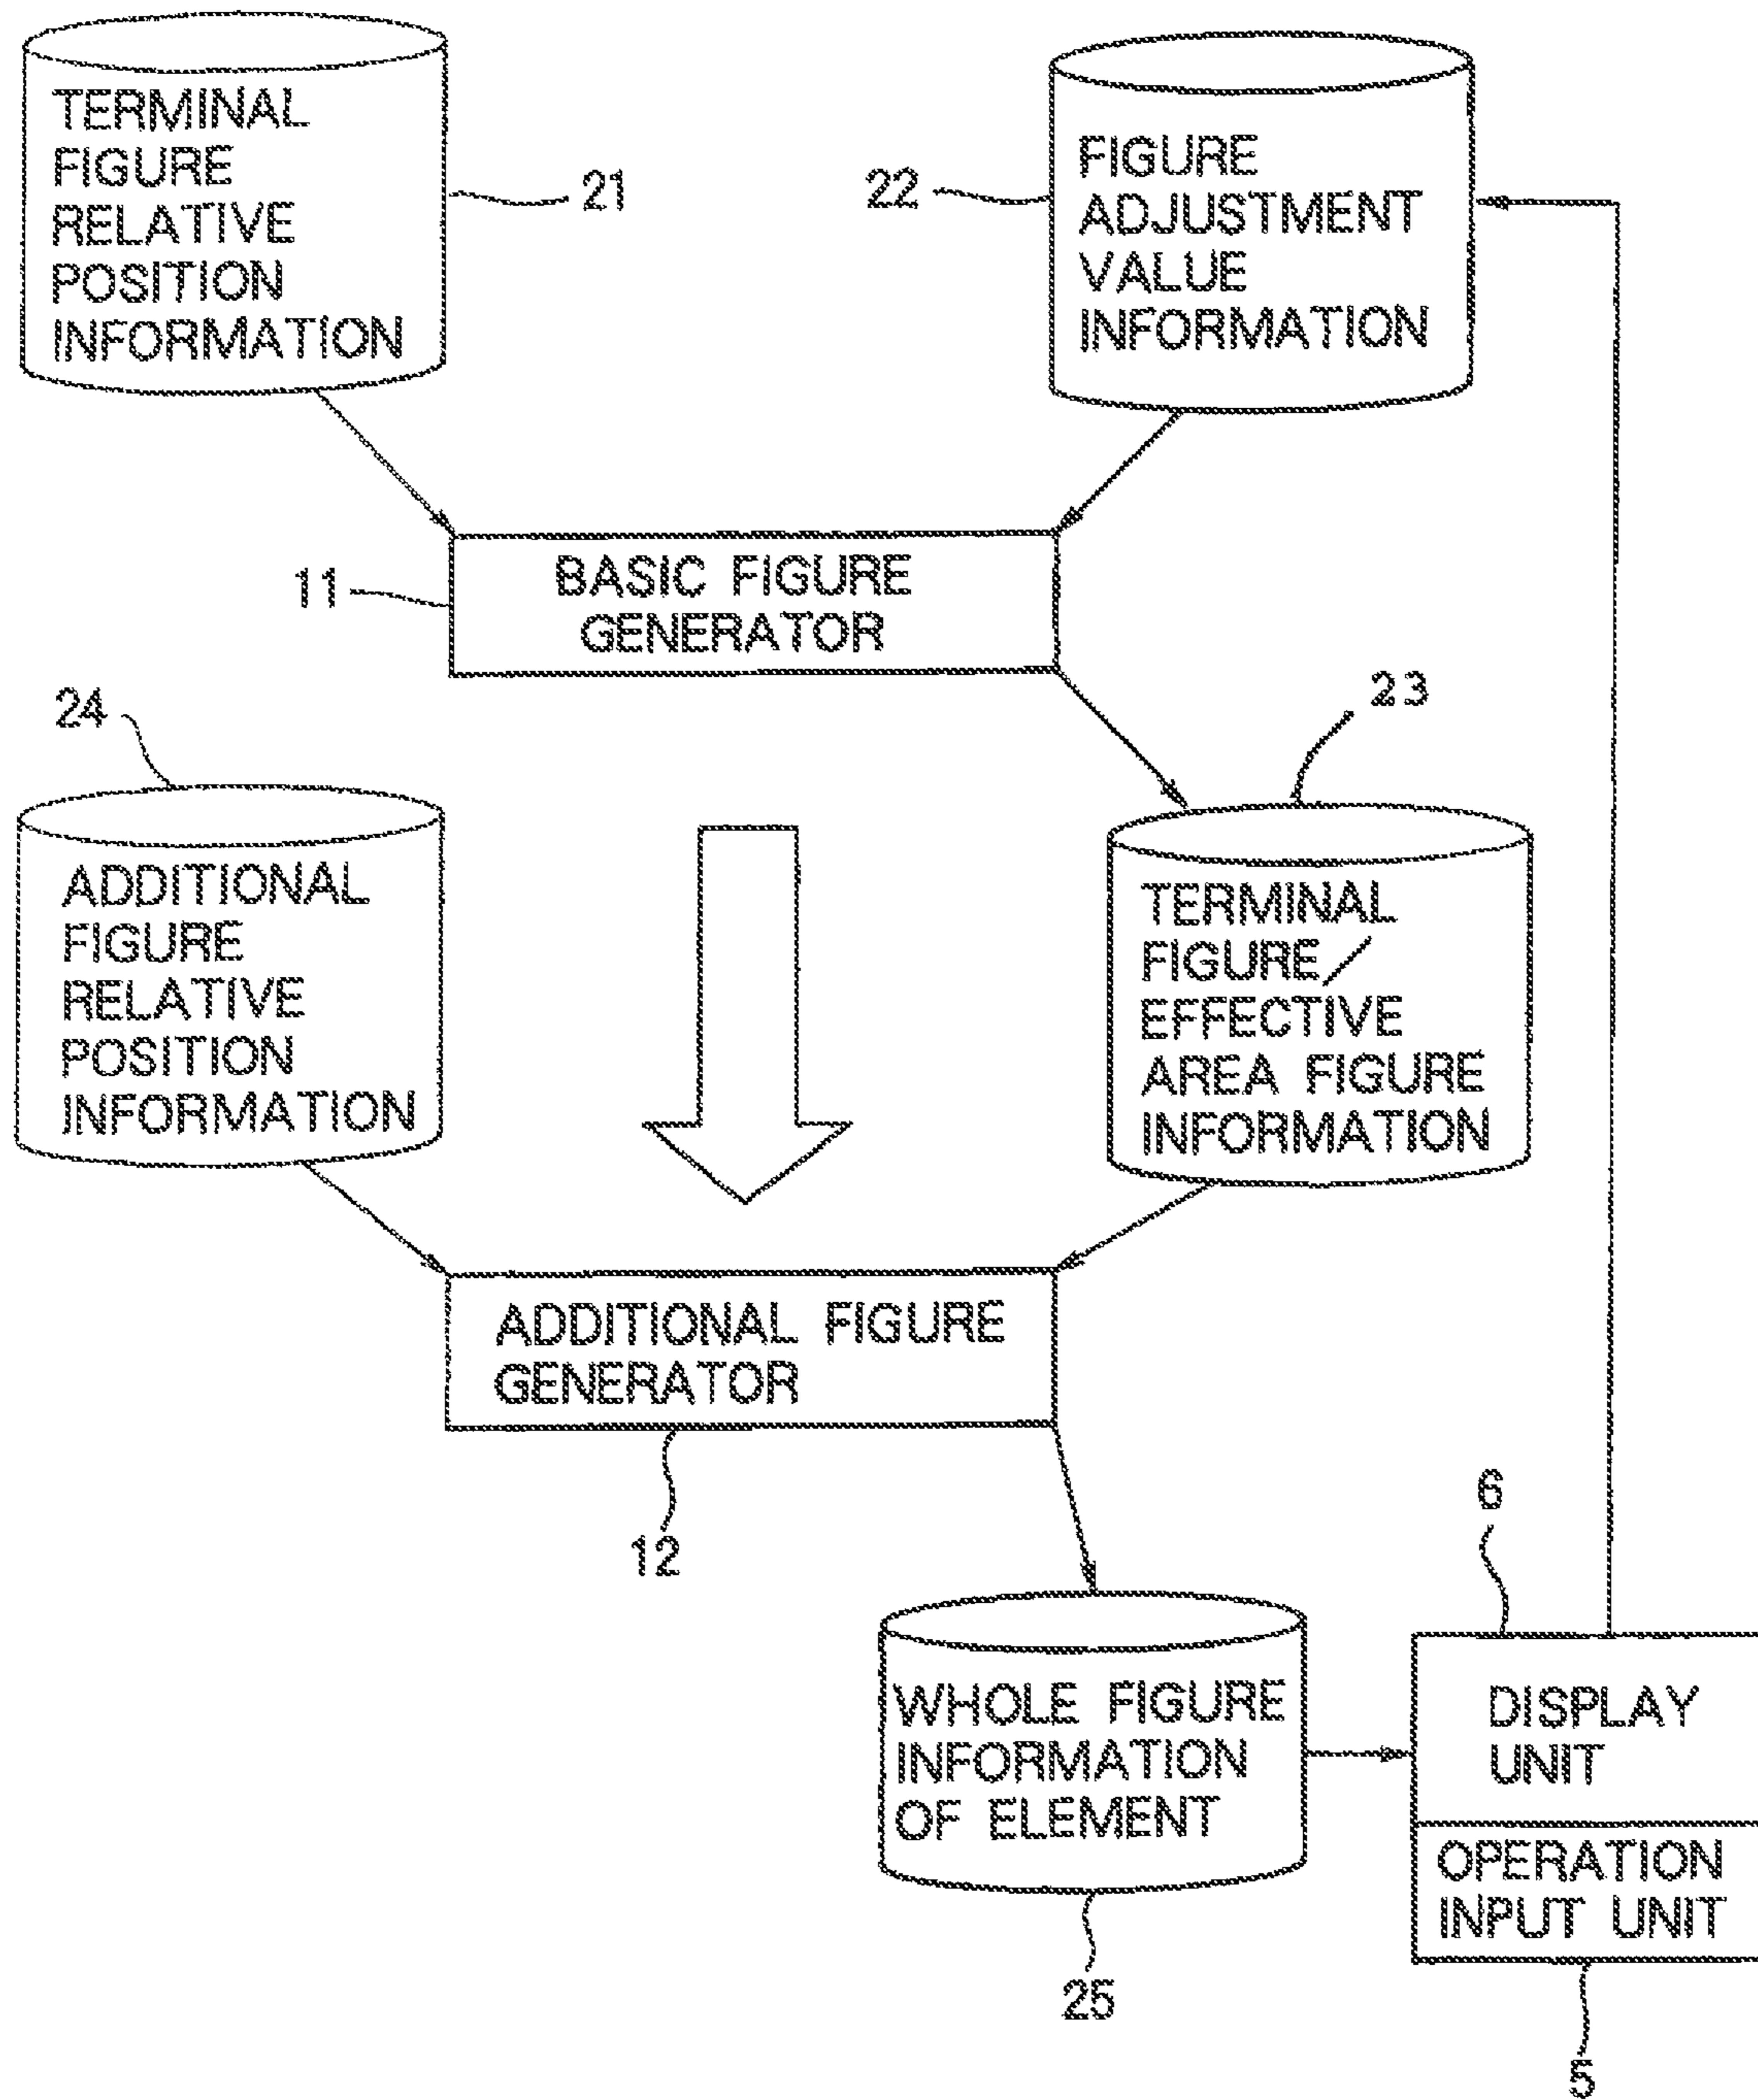 TERMINAL
FIGURE
RELATIVE
POSITION
INFORMATION
21
22
FIGURE
ADJUSTMENT
VALUE
INFORMATION
11
BASIC FIGURE
GENERATOR
24
23
ADDITIONAL
FIGURE
RELATIVE
POSITION
INFORMATION
TERMINAL
FIGURE/
EFFECTIVE
AREA FIGURE
INFORMATION
ADDITIONAL FIGURE
GENERATOR
12
6
WHOLE FIGURE
INFORMATION
OF ELEMENT
25
DISPLAY
UNIT
OPERATION
INPUT UNIT
5